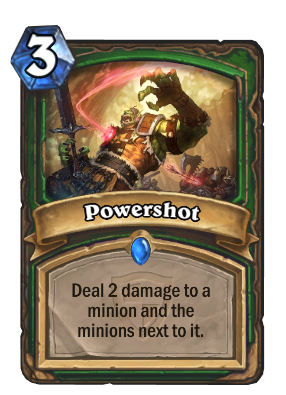 3
Powershot
Deal 2 damage to a
minion and the
minions next to it.